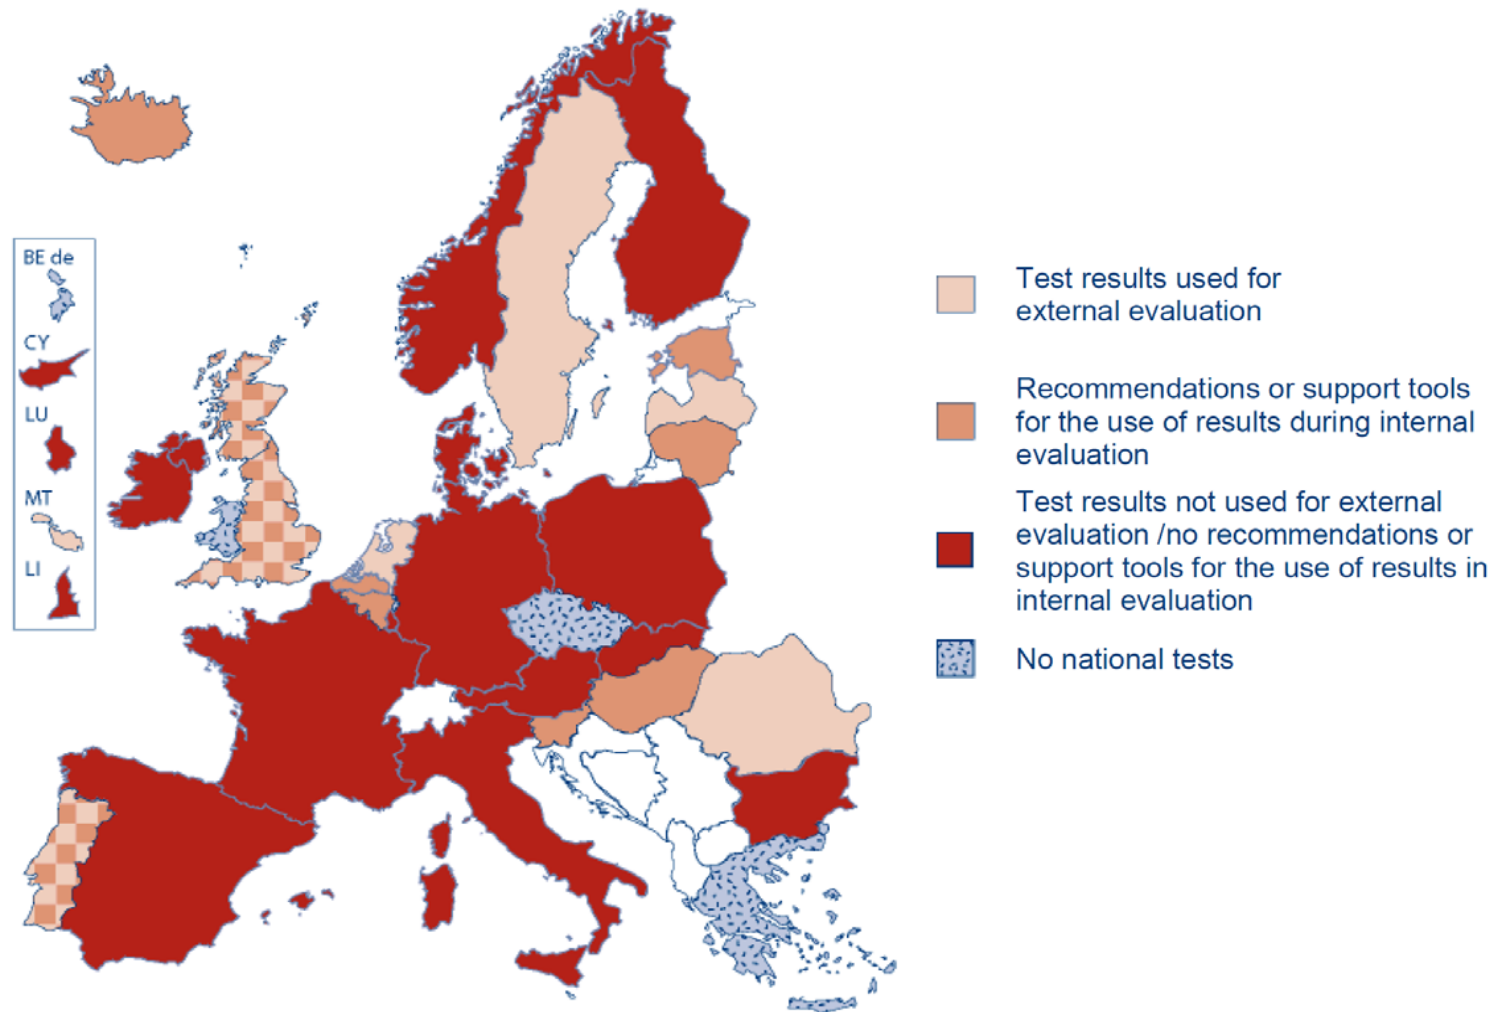 BE de
CY
LU
MT
LI
Test results used for
external evaluation
Recommendations or support tools
for the use of results during internal
evaluation
Test results not used for external
evaluation /no recommendations or
support tools for the use of results in
internal evaluation
No national tests